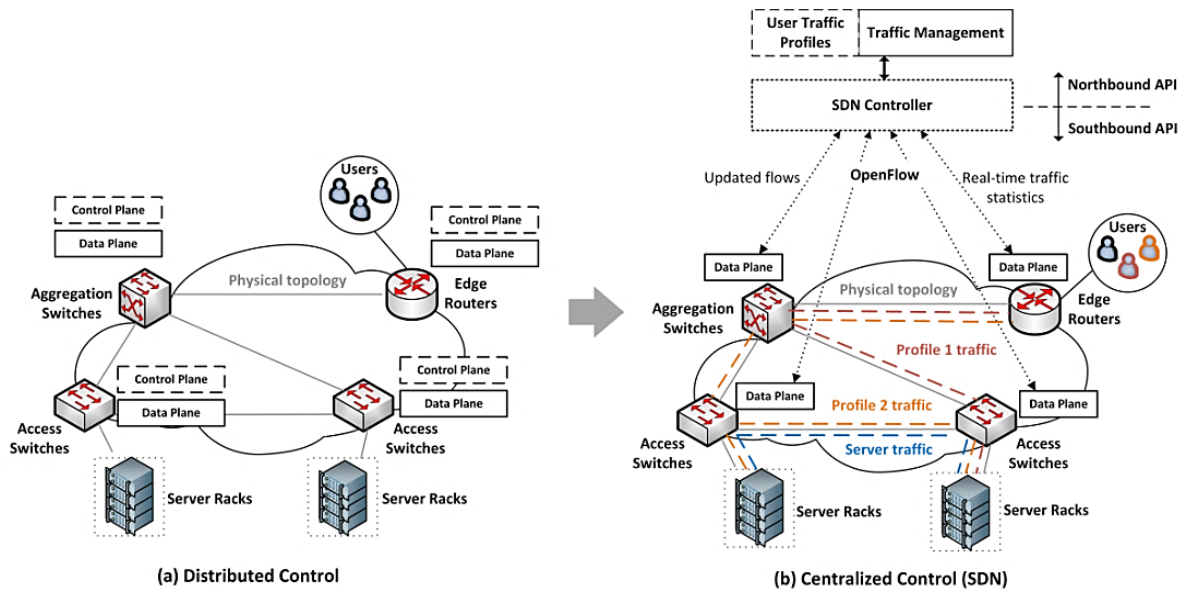 Users
Control Plane
Data Plane
Control Plane
Data Plane
Physical topology
Aggregation
Switches
Edge
Routers
Control Plane
Data Plane
Control Plane
Data Plane
Access
Switches
Access
Switches
Server Racks
Server Racks
(a) Distributed Control
User Traffic
Profiles
Traffic Management
SDN Controller
Northbound API
Southbound API
Updated flows
OpenFlow
Real-time traffic
statistics
Users
Data Plane
Data Plane
Physical topology
Aggregation
Switches
Edge
Routers
Profile 1 traffic
Data Plane
Data Plane
Profile 2 traffic
Access
Switches
Server traffic
Access
Switches
Server Racks
Server Racks
(b) Centralized Control (SDN)